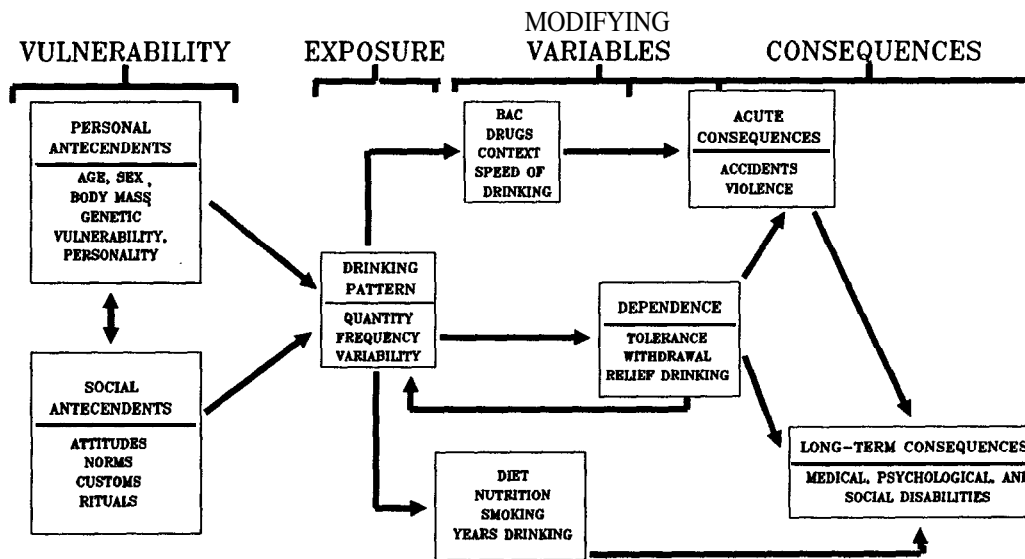 VULNERABILITY
EXPOSURE
MODIFYING
VARIABLES
CONSEQUENCES
PERSONAL
ANTECENDENTS
AGE, SEX,
BODY MASS,
GENETIC
VULNERABILITY,
PERSONALITY
SOCIAL
ANTECENDENTS
ATTITUDES
NORMS
CUSTOMS
RITUALS
DRINKING
PATTERN
QUANTITY
FREQUENCY
VARIABILITY
BAC
DRUGS
CONTEXT
SPEED OF
DRINKING
DEPENDENCE
TOLERANCE
WITHDRAWAL
RELIEF DRINKING
DIET
NUTRITION
SMOKING
YEARS DRINKING
ACUTE
CONSEQUENCES
ACCIDENTS
VIOLENCE
LONG-TERM CONSEQUENCES
MEDICAL, PSYCHOLOGICAL, AND
SOCIAL DISABILITIES